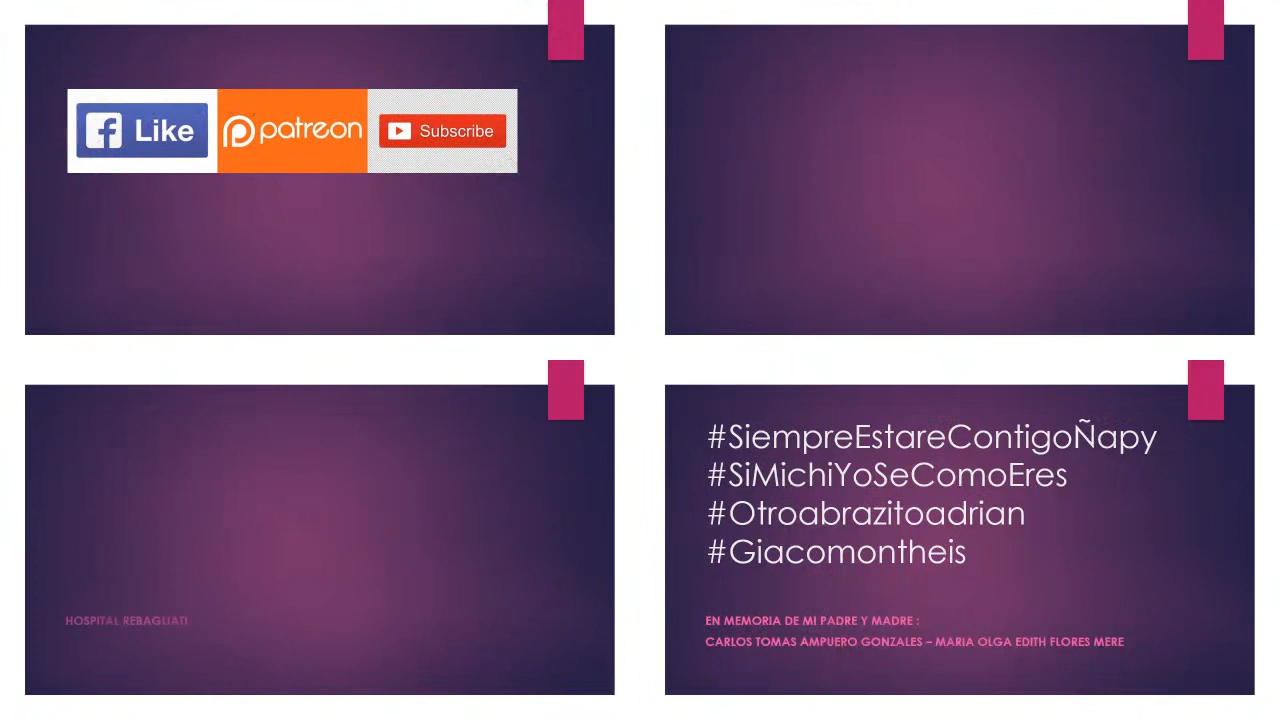 Like
patreon
Subscribe
HOSPITAL REBAGLIATI
#SiempreEstareContigoÑapy
#SiMichiYoSeComoEres
#Otroabrazitoadrian
#Giacomontheis
EN MEMORIA DE MI PADRE Y MADRE :
CARLOS TOMAS AMPUERO GONZALES – MARIA OLGA EDITH FLORES MERE